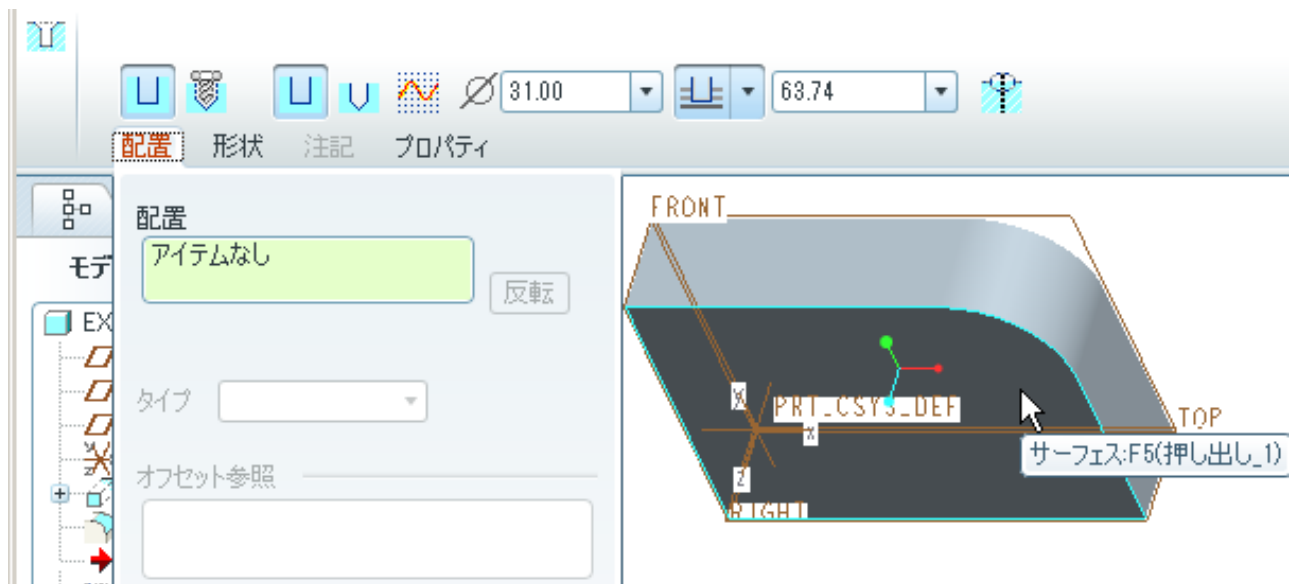 31.00
63.74
配置 形状 注記 プロパティ
配置
アイテムなし
反転
モデ
EX
タイプ
オフセット参照
FRONT
PRT_CSYS_DEF
X
TOP
サーフェス:F5(押し出し_1)
Z
RIGHT